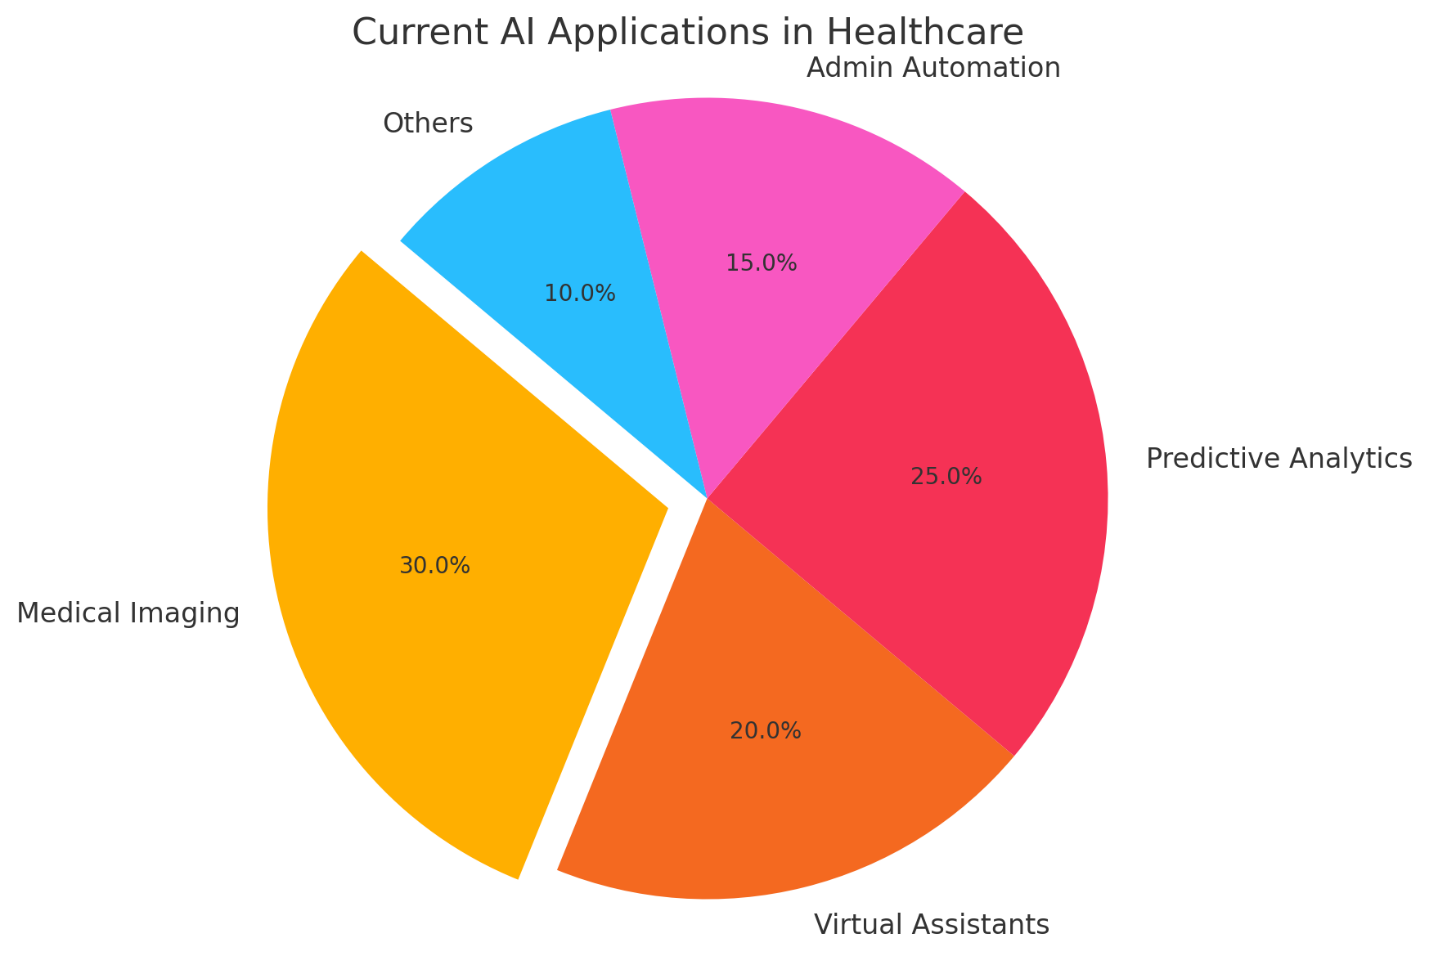 Current AI Applications in Healthcare
Admin Automation
Others
15.0%
10.0%
Predictive Analytics
25.0%
30.0%
Medical Imaging
20.0%
Virtual Assistants